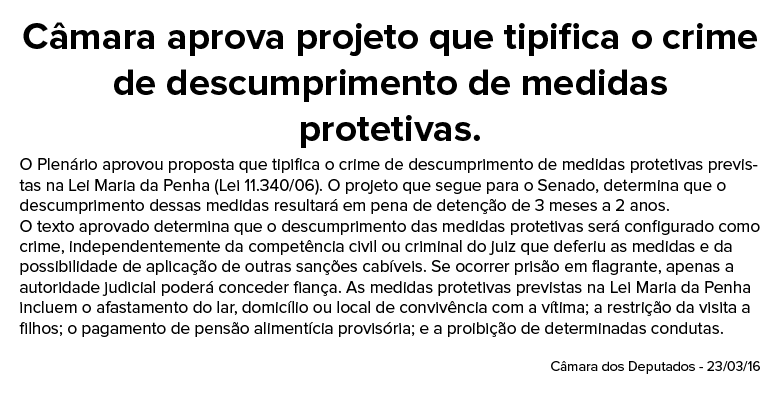 Câmara aprova projeto que tipifica o crime
de descumprimento de medidas
protetivas.
O Plenário aprovou proposta que tipifica o crime de descumprimento de medidas protetivas previs-
tas na Lei Maria da Penha (Lei 11.340/06). O projeto que segue para o Senado, determina que o
descumprimento dessas medidas resultará em pena de detenção de 3 meses a 2 anos.
O texto aprovado determina que o descumprimento das medidas protetivas será configurado como
crime, independentemente da competência civil ou criminal do juiz que deferiu as medidas e da
possibilidade de aplicação de outras sanções cabíveis. Se ocorrer prisão em flagrante, apenas a
autoridade judicial poderá conceder fiança. As medidas protetivas previstas na Lei Maria da Penha
incluem o afastamento do lar, domicílio ou local de convivência com a vítima; a restrição da visita a
filhos; o pagamento de pensão alimentícia provisória; e a proibição de determinadas condutas.
Câmara dos Deputados - 23/03/16